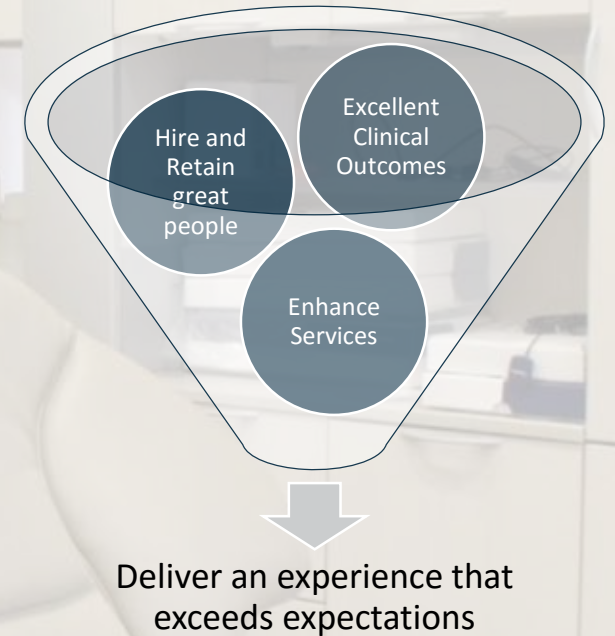 Hire and
Retain
great
people
Excellent
Clinical
Outcomes
Enhance
Services
Deliver an experience that
exceeds expectations